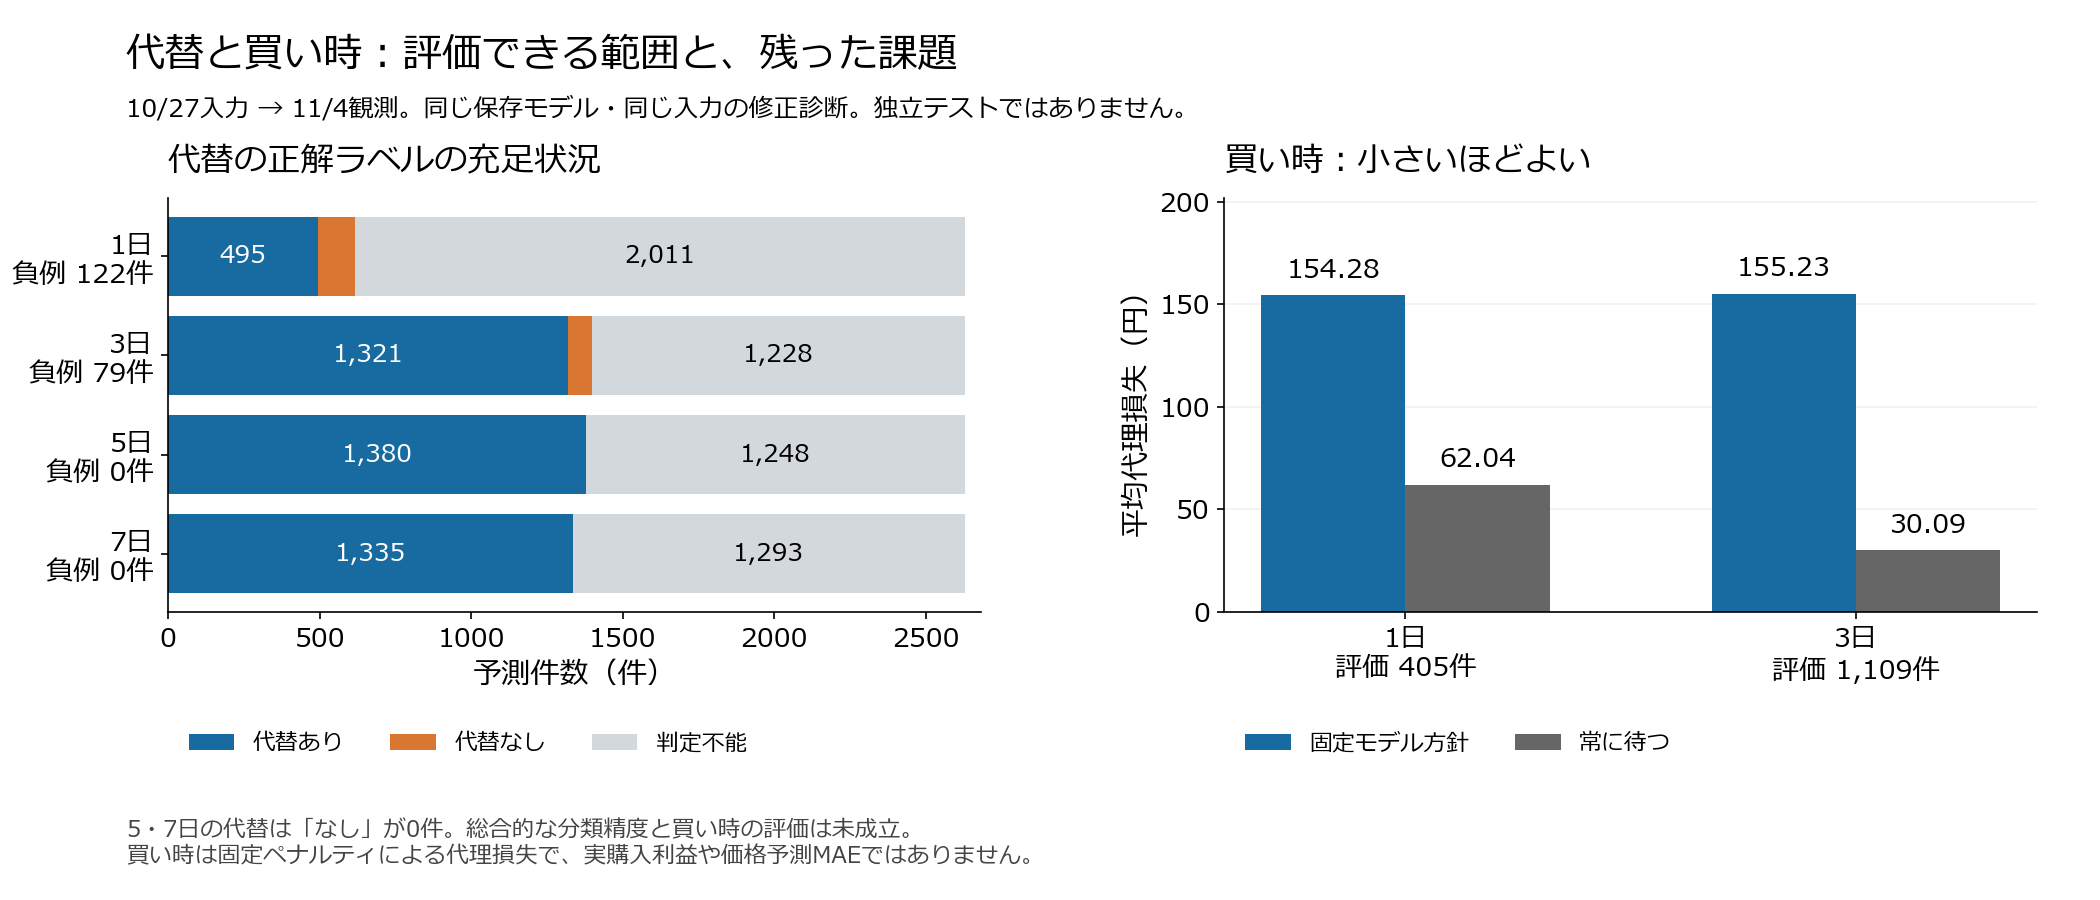 代替と買い時：評価できる範囲と、残った課題
10/27入力 → 11/4観測。同じ保存モデル・同じ入力の修正診断。独立テストではありません。
代替の正解ラベルの充足状況
1日
負例 122件
495
2,011
3日
負例 79件
1,321
1,228
5日
負例 0件
1,380
1,248
7日
負例 0件
1,335
1,293
0 500 1000 1500 2000 2500
予測件数（件）
代替あり 代替なし 判定不能
買い時：小さいほどよい
平均代理損失（円）
200
150
100
50
0
154.28
62.04
155.23
30.09
1日
評価 405件
3日
評価 1,109件
固定モデル方針 常に待つ
5・7日の代替は「なし」が0件。総合的な分類精度と買い時の評価は未成立。
買い時は固定ペナルティによる代理損失で、実購入利益や価格予測MAEではありません。